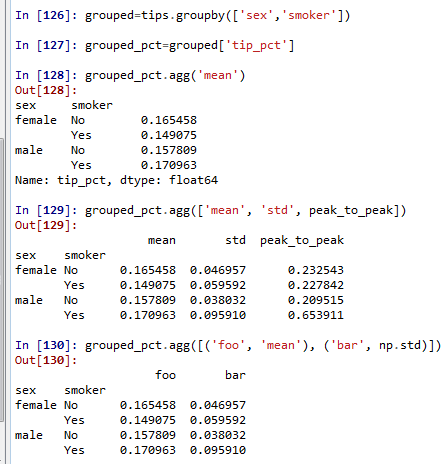 In [126]: grouped=tips.groupby(['sex','smoker'])
In [127]: grouped_pct=grouped['tip_pct']
In [128]: grouped_pct.agg('mean')
Out[128]:
sex     smoker
female  No        0.165458
        Yes       0.149075
male    No        0.157809
        Yes       0.170963
Name: tip_pct, dtype: float64
In [129]: grouped_pct.agg(['mean', 'std', peak_to_peak])
Out[129]:
                   mean       std  peak_to_peak
sex    smoker
female No      0.165458  0.046957      0.232543
       Yes     0.149075  0.059592      0.227842
male   No      0.157809  0.038032      0.209515
       Yes     0.170963  0.095910      0.653911
In [130]: grouped_pct.agg([('foo', 'mean'), ('bar', np.std)])
Out[130]:
                    foo       bar
sex    smoker
female No      0.165458  0.046957
       Yes     0.149075  0.059592
male   No      0.157809  0.038032
       Yes     0.170963  0.095910